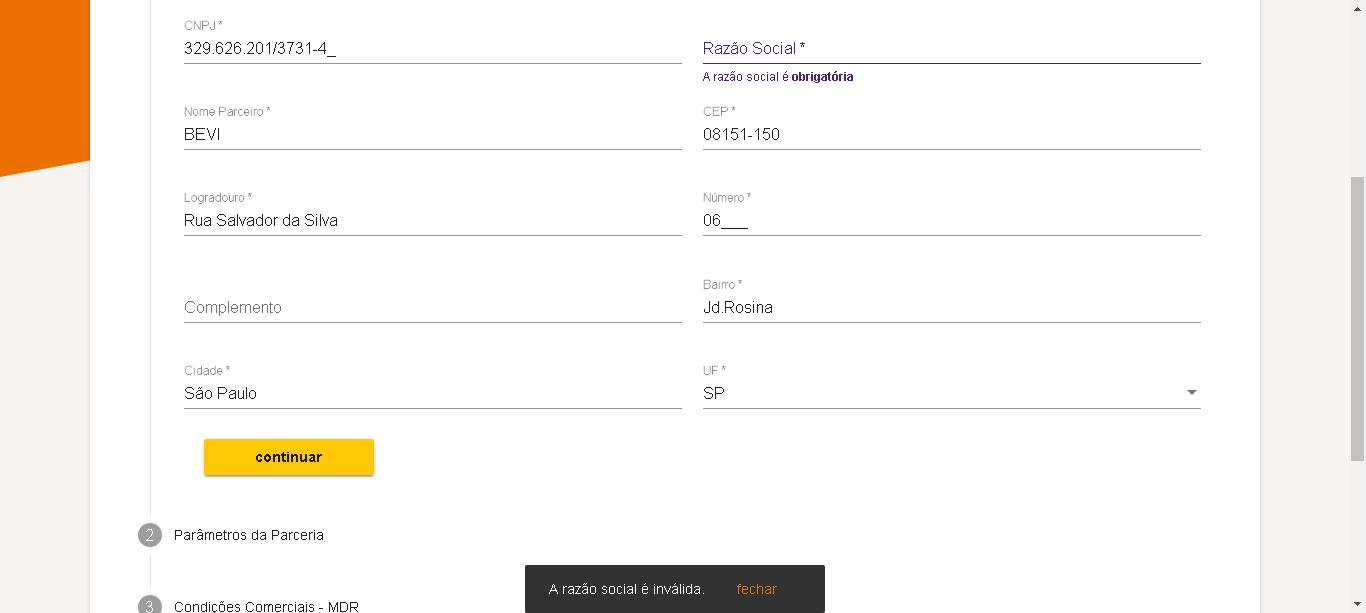 CNPJ *
329.626.201/3731-4_
Razão Social *
A razão social é obrigatória
Nome Parceiro *
BEVI
CEP *
08151-150
Logradouro *
Rua Salvador da Silva
Número *
06___
Complemento
Bairro *
Jd.Rosina
Cidade *
São Paulo
UF *
SP
continuar
2 Parâmetros da Parceria
3 Condições Comerciais - MDR
A razão social é inválida. fechar